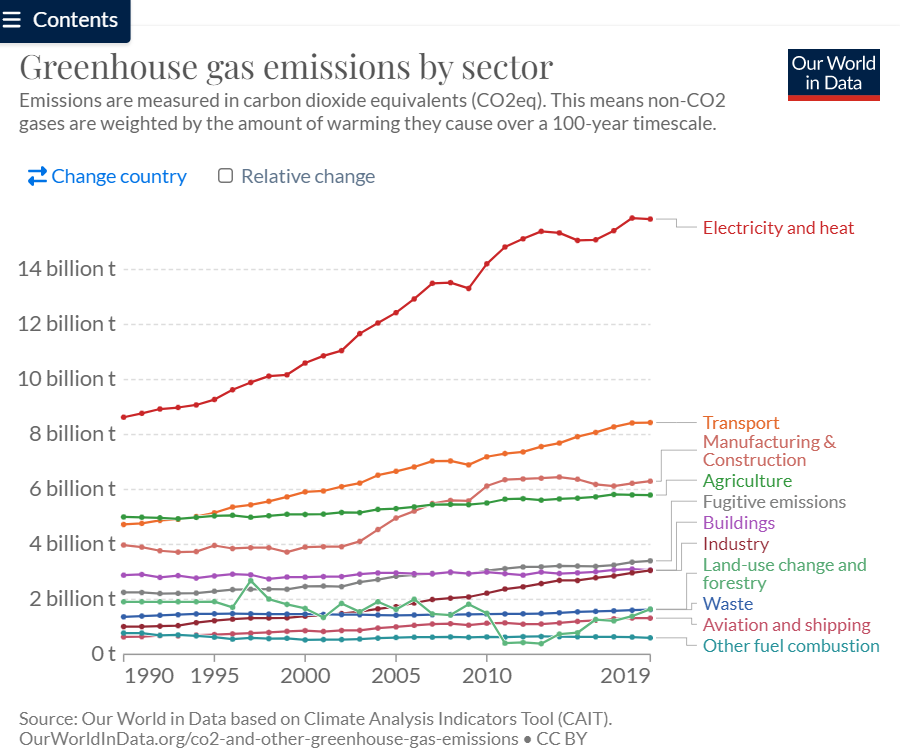 Contents
Greenhouse gas emissions by sector
Our World
in Data
Emissions are measured in carbon dioxide equivalents (CO2eq). This means non-CO2
gases are weighted by the amount of warming they cause over a 100-year timescale.
Change country
Relative change
Electricity and heat
14 billion t
12 billion t
10 billion t
8 billion t
6 billion t
4 billion t
2 billion t
0 t
Transport
Manufacturing &
Construction
Agriculture
Fugitive emissions
Buildings
Industry
Land-use change and
forestry
Waste
Aviation and shipping
Other fuel combustion
1990 1995 2000 2005 2010 2019
Source: Our World in Data based on Climate Analysis Indicators Tool (CAIT).
OurWorldInData.org/co2-and-other-greenhouse-gas-emissions • CC BY